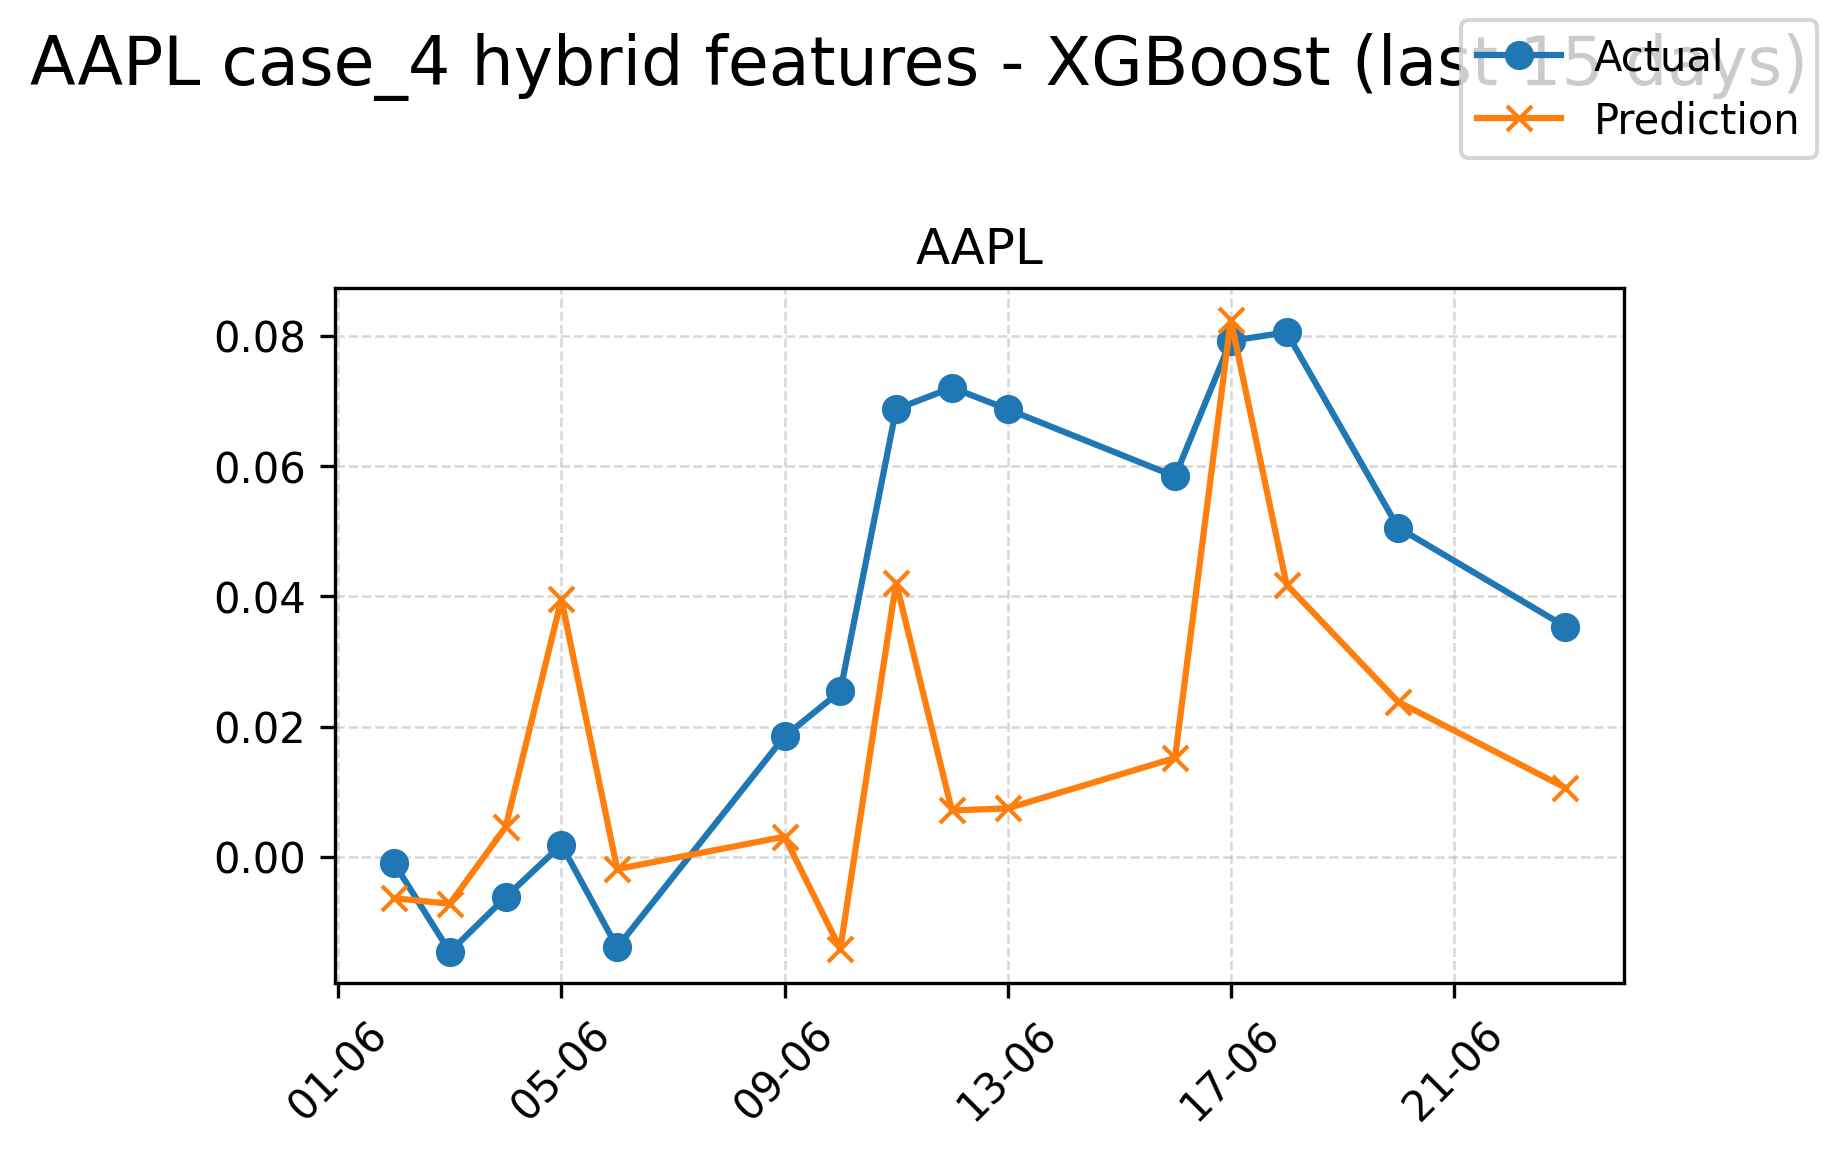 AAPL case_4 hybrid features - XGBoost (last 15 days)
Actual
Prediction
AAPL
0.08
0.06
0.04
0.02
0.00
01-06
05-06
09-06
13-06
17-06
21-06